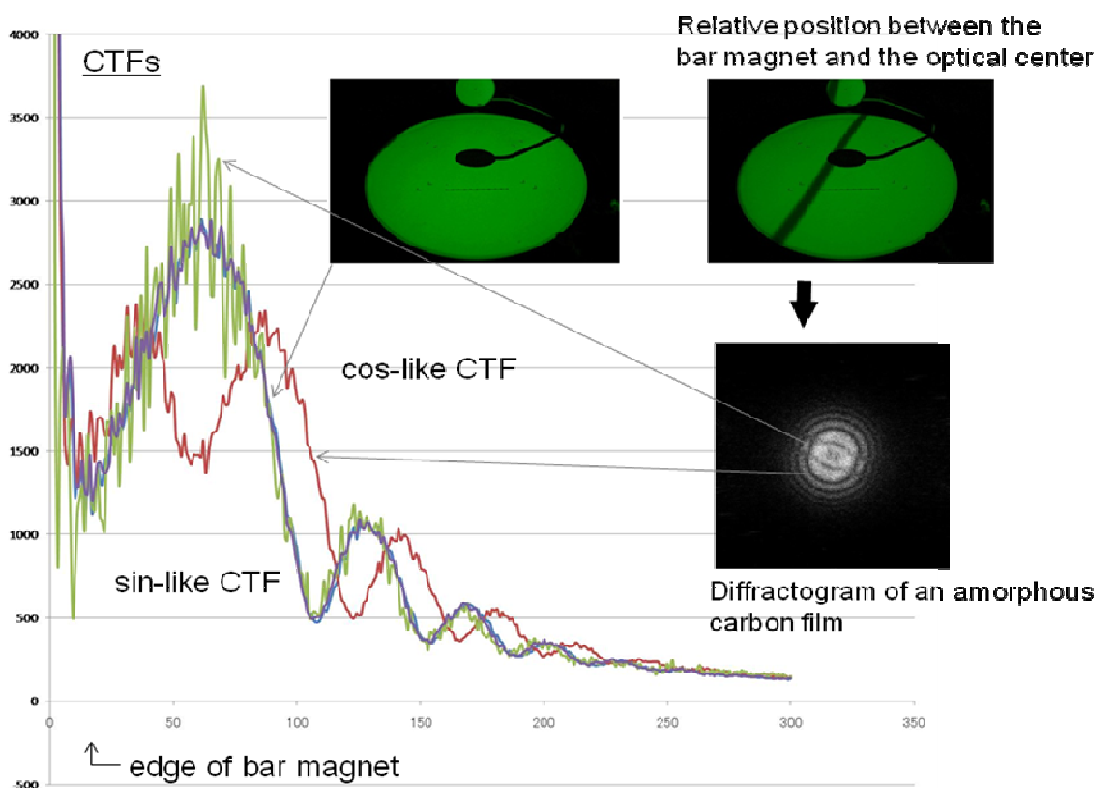 Relative position between the
bar magnet and the optical center
CTFs
cos-like CTF
sin-like CTF
Diffractogram of an amorphous
carbon film
edge of bar magnet
4000
3500
3000
2500
2000
1500
1000
500
0
-500
0 50 100 150 200 250 300 350